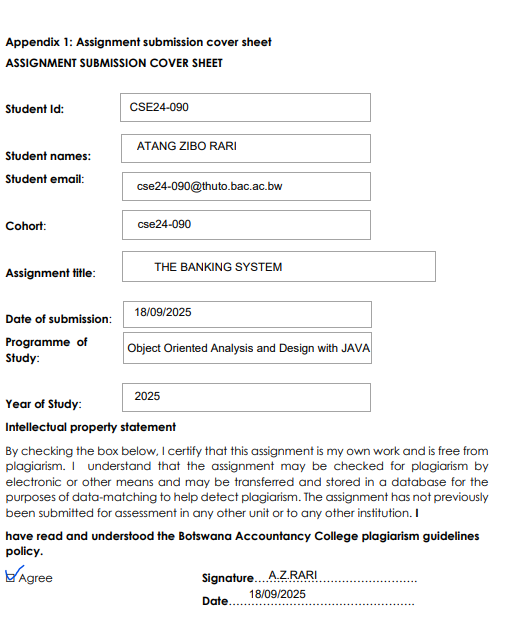 Appendix 1: Assignment submission cover sheet
ASSIGNMENT SUBMISSION COVER SHEET
Student Id: CSE24-090
Student names: ATANG ZIBO RARI
Student email: cse24-090@thuto.bac.ac.bw
Cohort: cse24-090
Assignment title: THE BANKING SYSTEM
Date of submission: 18/09/2025
Programme of Study: Object Oriented Analysis and Design with JAVA
Year of Study: 2025
Intellectual property statement
By checking the box below, I certify that this assignment is my own work and is free from
plagiarism. I understand that the assignment may be checked for plagiarism by
electronic or other means and may be transferred and stored in a database for the
purposes of data-matching to help detect plagiarism. The assignment has not previously
been submitted for assessment in any other unit or to any other institution. I
have read and understood the Botswana Accountancy College plagiarism guidelines
policy.
Agree Signature....A.Z.RARI..............................
Date....18/09/2025..............................